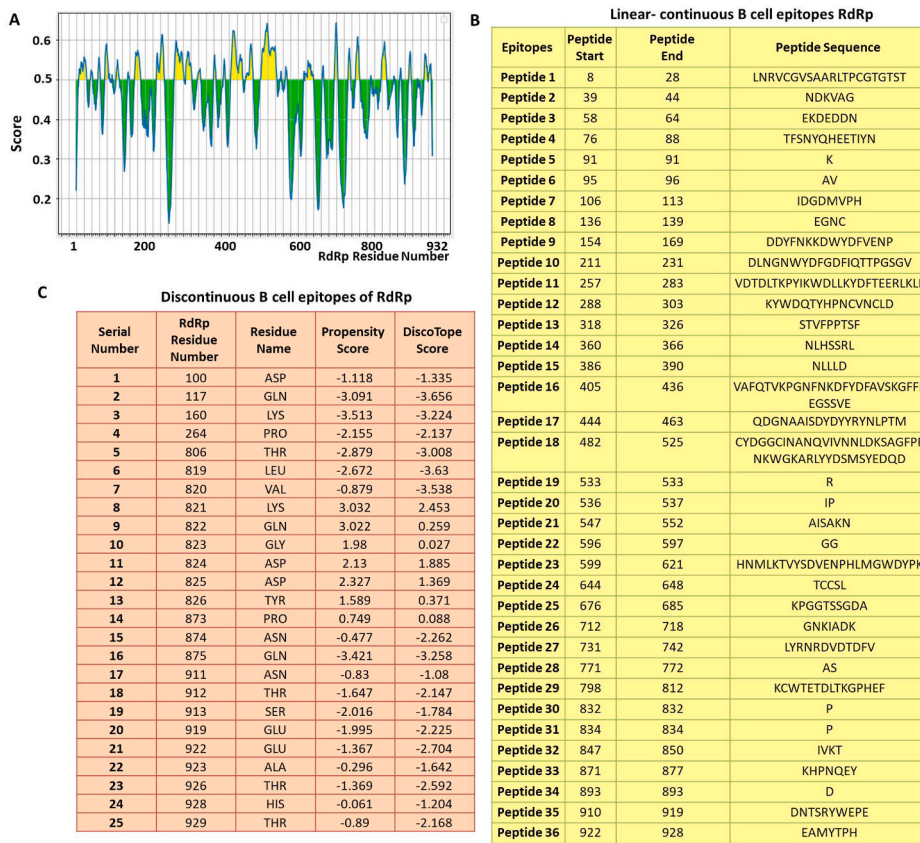 A
0.6
0.5
0.4
0.3
0.2
Score
1 200 400 600 800 932
RdRp Residue Number
B
Linear- continuous B cell epitopes RdRp
Epitopes Peptide Start Peptide End Peptide Sequence
Peptide 1 8 28 LNRVCGVSAARLTPCGTGTST
Peptide 2 39 44 NDKVAG
Peptide 3 58 64 EKDEDDN
Peptide 4 76 88 TFSNYQHEETIYN
Peptide 5 91 91 K
Peptide 6 95 96 AV
Peptide 7 106 113 IDGDMVPH
Peptide 8 136 139 EGNC
Peptide 9 154 169 DDYFNKKDWYDFVENP
Peptide 10 211 231 DLNGNWYDFGDFIQTTPGSGV
Peptide 11 257 283 VDTDLTKPYIKWDLLKYDFTEERLKL
Peptide 12 288 303 KYWDQTYHPNCVNCLD
Peptide 13 318 326 STVFPPTSF
Peptide 14 360 366 NLHSSRL
Peptide 15 386 390 NLLLD
Peptide 16 405 436 VAFQTVKPGNFNKDFYDFAVSKGFF
EGSSVE
Peptide 17 444 463 QDGNAAISDYDYYRYNLPTM
Peptide 18 482 525 CYDGGCINANQVIVNNLDKSAGFPF
NKWGKARLYYDSMSYEDQD
Peptide 19 533 533 R
Peptide 20 536 537 IP
Peptide 21 547 552 AISAKN
Peptide 22 596 597 GG
Peptide 23 599 621 HNMLKTVYSDVENPHLMGWDYPK
Peptide 24 644 648 TCCSL
Peptide 25 676 685 KPGGTSSGDA
Peptide 26 712 718 GNKIADK
Peptide 27 731 742 LYRNRDVDTDFV
Peptide 28 771 772 AS
Peptide 29 798 812 KCWTETDLTKGPHEF
Peptide 30 832 832 P
Peptide 31 834 834 P
Peptide 32 847 850 IVKT
Peptide 33 871 877 KHPNQEY
Peptide 34 893 893 D
Peptide 35 910 919 DNTSRYWEPE
Peptide 36 922 928 EAMYTPH
C
Discontinuous B cell epitopes of RdRp
Serial Number RdRp Residue Number Residue Name Propensity Score DiscoTope Score
1 100 ASP -1.118 -1.335
2 117 GLN -3.091 -3.656
3 160 LYS -3.513 -3.224
4 264 PRO -2.155 -2.137
5 806 THR -2.879 -3.008
6 819 LEU -2.672 -3.63
7 820 VAL -0.879 -3.538
8 821 LYS 3.032 2.453
9 822 GLN 3.022 0.259
10 823 GLY 1.98 0.027
11 824 ASP 2.13 1.885
12 825 ASP 2.327 1.369
13 826 TYR 1.589 0.371
14 873 PRO 0.749 0.088
15 874 ASN -0.477 -2.262
16 875 GLN -3.421 -3.258
17 911 ASN -0.83 -1.08
18 912 THR -1.647 -2.147
19 913 SER -2.016 -1.784
20 919 GLU -1.995 -2.225
21 922 GLU -1.367 -2.704
22 923 ALA -0.296 -1.642
23 926 THR -1.369 -2.592
24 928 HIS -0.061 -1.204
25 929 THR -0.89 -2.168